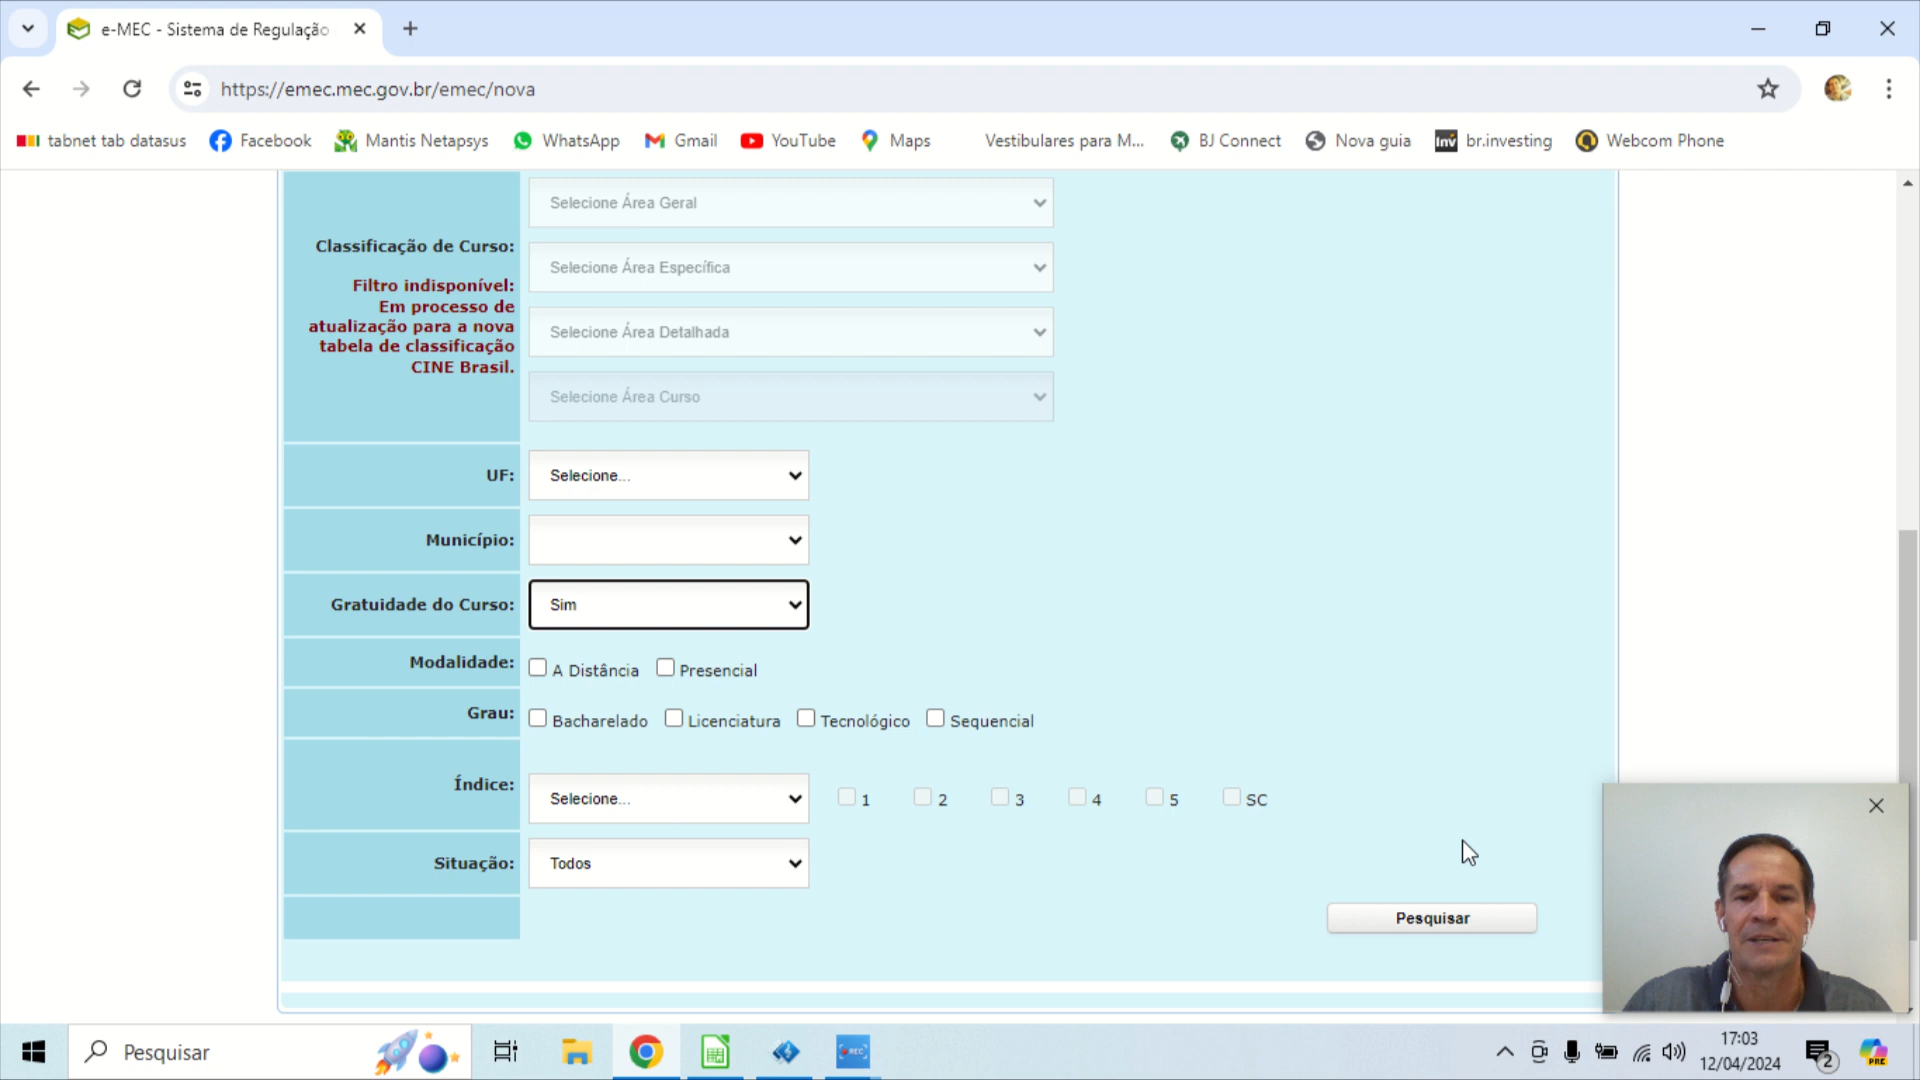 e-MEC - Sistema de Regulação
https://emec.mec.gov.br/emec/nova
tabnet tab datasus
Facebook
Mantis Netapsys
WhatsApp
Gmail
YouTube
Maps
Vestibulares para M...
BJ Connect
Nova guia
Inv
br.investing
Webcom Phone
Classificação de Curso:
Filtro indisponível:
Em processo de
atualização para a nova
tabela de classificação
CINE Brasil.
Selecione Área Geral
Selecione Área Específica
Selecione Área Detalhada
Selecione Área Curso
UF:
Selecione...
Município:
Gratuidade do Curso:
Sim
Modalidade:
A Distância
Presencial
Grau:
Bacharelado
Licenciatura
Tecnológico
Sequencial
Índice:
Selecione...
1
2
3
4
5
SC
Situação:
Todos
Pesquisar
Pesquisar
REC
17:03
12/04/2024
2
PRE